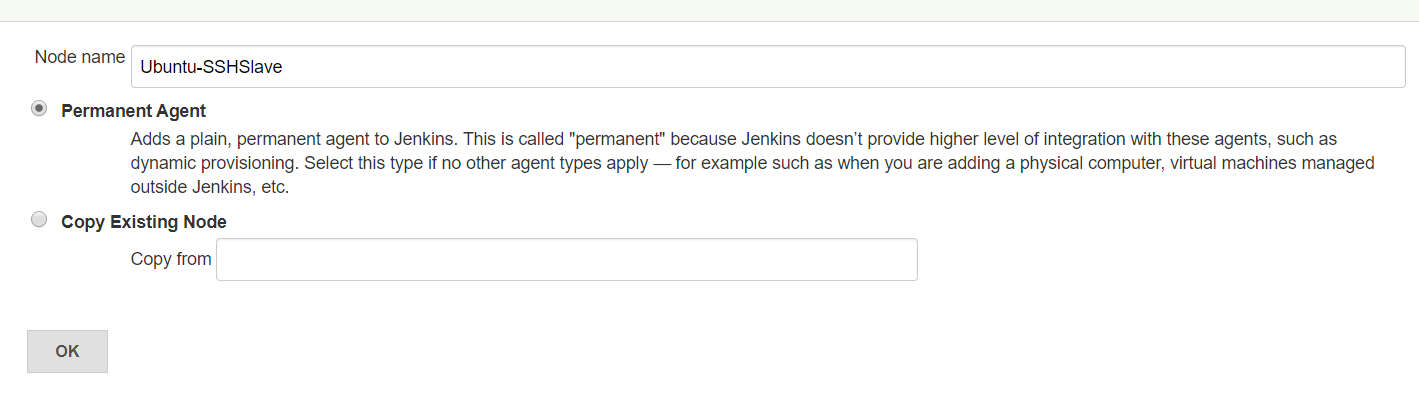 Node name
Ubuntu-SSHSlave
Permanent Agent
Adds a plain, permanent agent to Jenkins. This is called "permanent" because Jenkins doesn’t provide higher level of integration with these agents, such as
dynamic provisioning. Select this type if no other agent types apply — for example such as when you are adding a physical computer, virtual machines managed
outside Jenkins, etc.
Copy Existing Node
Copy from
OK